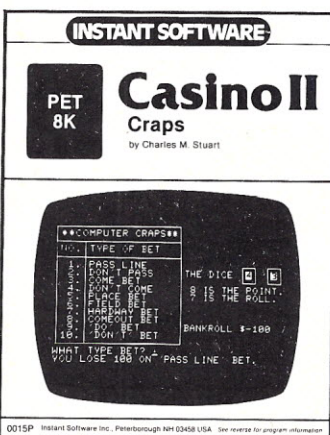 INSTANT SOFTWARE
PET
8K
Casino II
Craps
by Charles M. Stuart
**COMPUTER CRAPS**
NO. TYPE OF BET
1. PASS LINE
2. DON'T PASS
3. COME BET
4. DON'T COME
5. PLACE BET
6. FIELD BET
7. HARDWAY BET
8. COMEOUT BET
9. 'DO' BET
10. 'DON'T' BET
THE DICE 4 3
8 IS THE POINT.
7 IS THE ROLL.
BANKROLL $-100
WHAT TYPE BET? 1
YOU LOSE 100 ON 'PASS LINE' BET.
0015P Instant Software Inc., Peterborough NH 03458 USA See reverse for program information